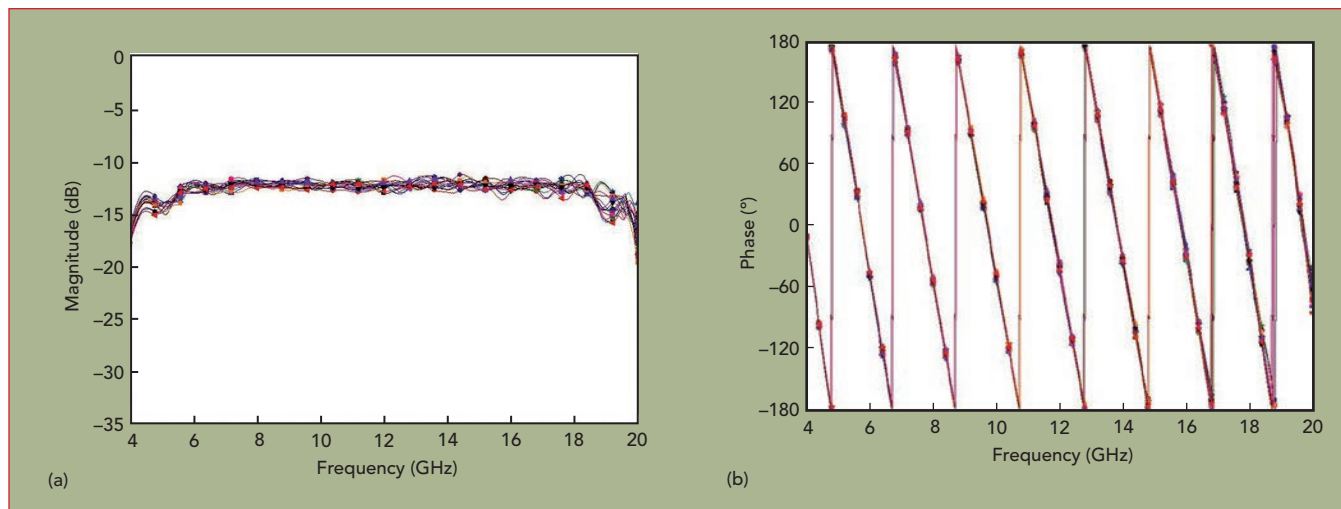 0
−5
−10
−15
−20
−25
−30
−35
Magnitude (dB)
4 6 8 10 12 14 16 18 20
Frequency (GHz)
(a)
180
120
60
0
−60
−120
−180
Phase (°)
4 6 8 10 12 14 16 18 20
Frequency (GHz)
(b)